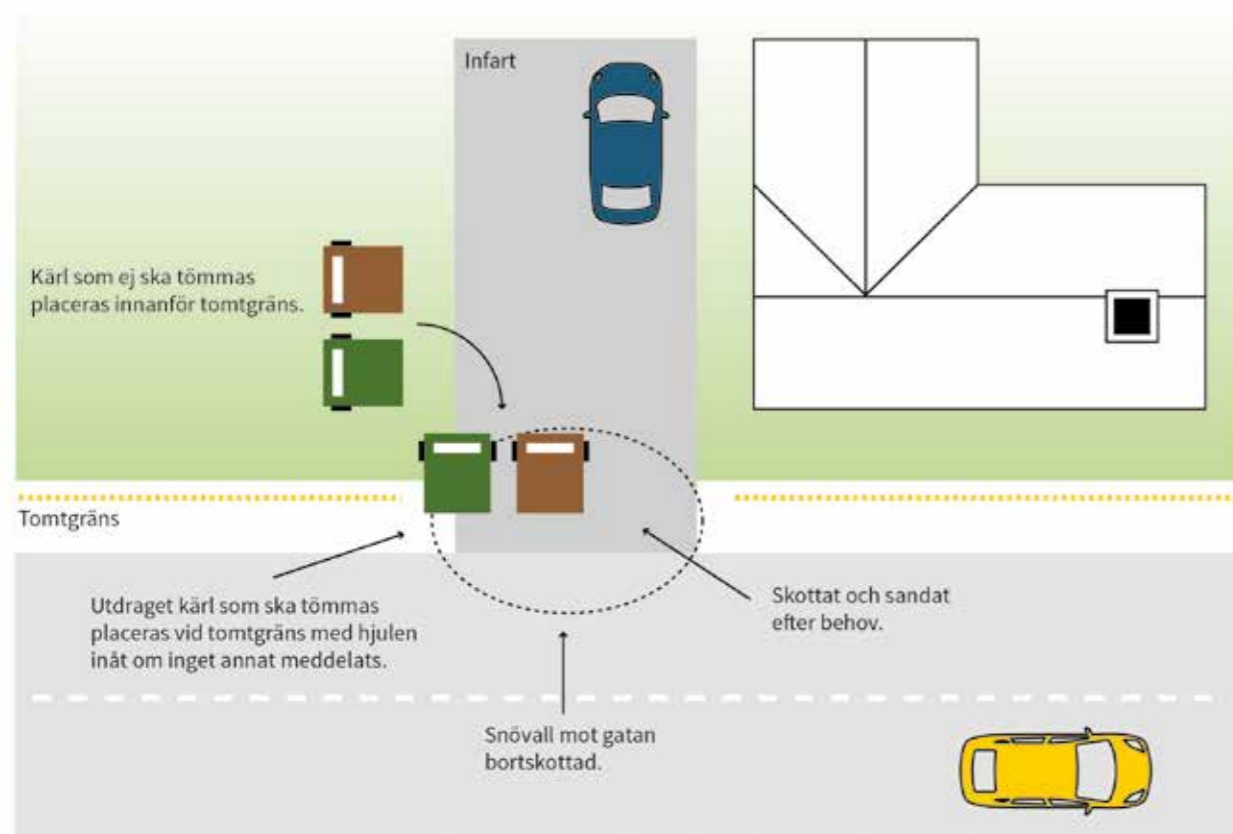 Infart
Kärl som ej ska tömmas
placeras innanför tomtgräns.
Tomtgräns
Utdraget kärl som ska tömmas
placeras vid tomtgräns med hjulen
inåt om inget annat meddelats.
Skottat och sandat
efter behov.
Snövall mot gatan
bortskottad.